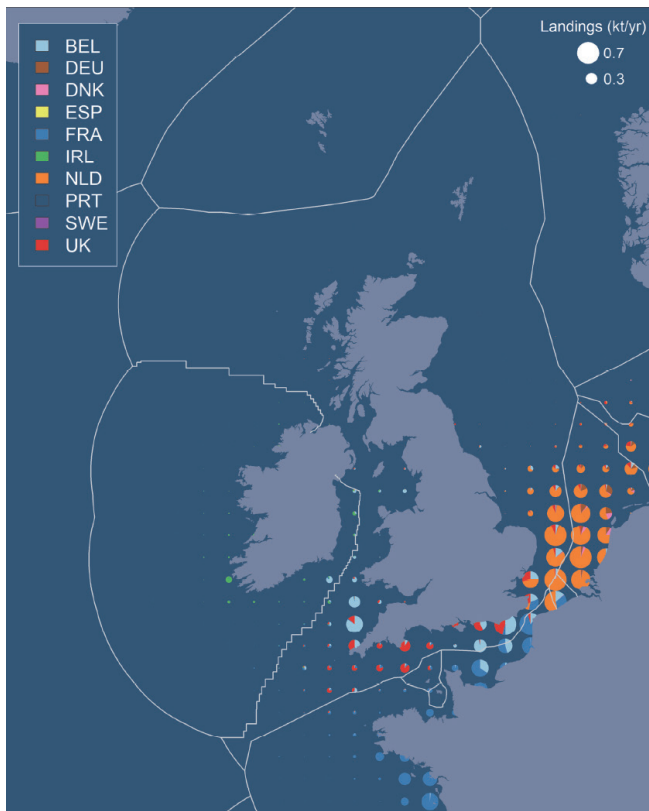 BEL
DEU
DNK
ESP
FRA
IRL
NLD
PRT
SWE
UK
Landings (kt/yr)
0.7
0.3